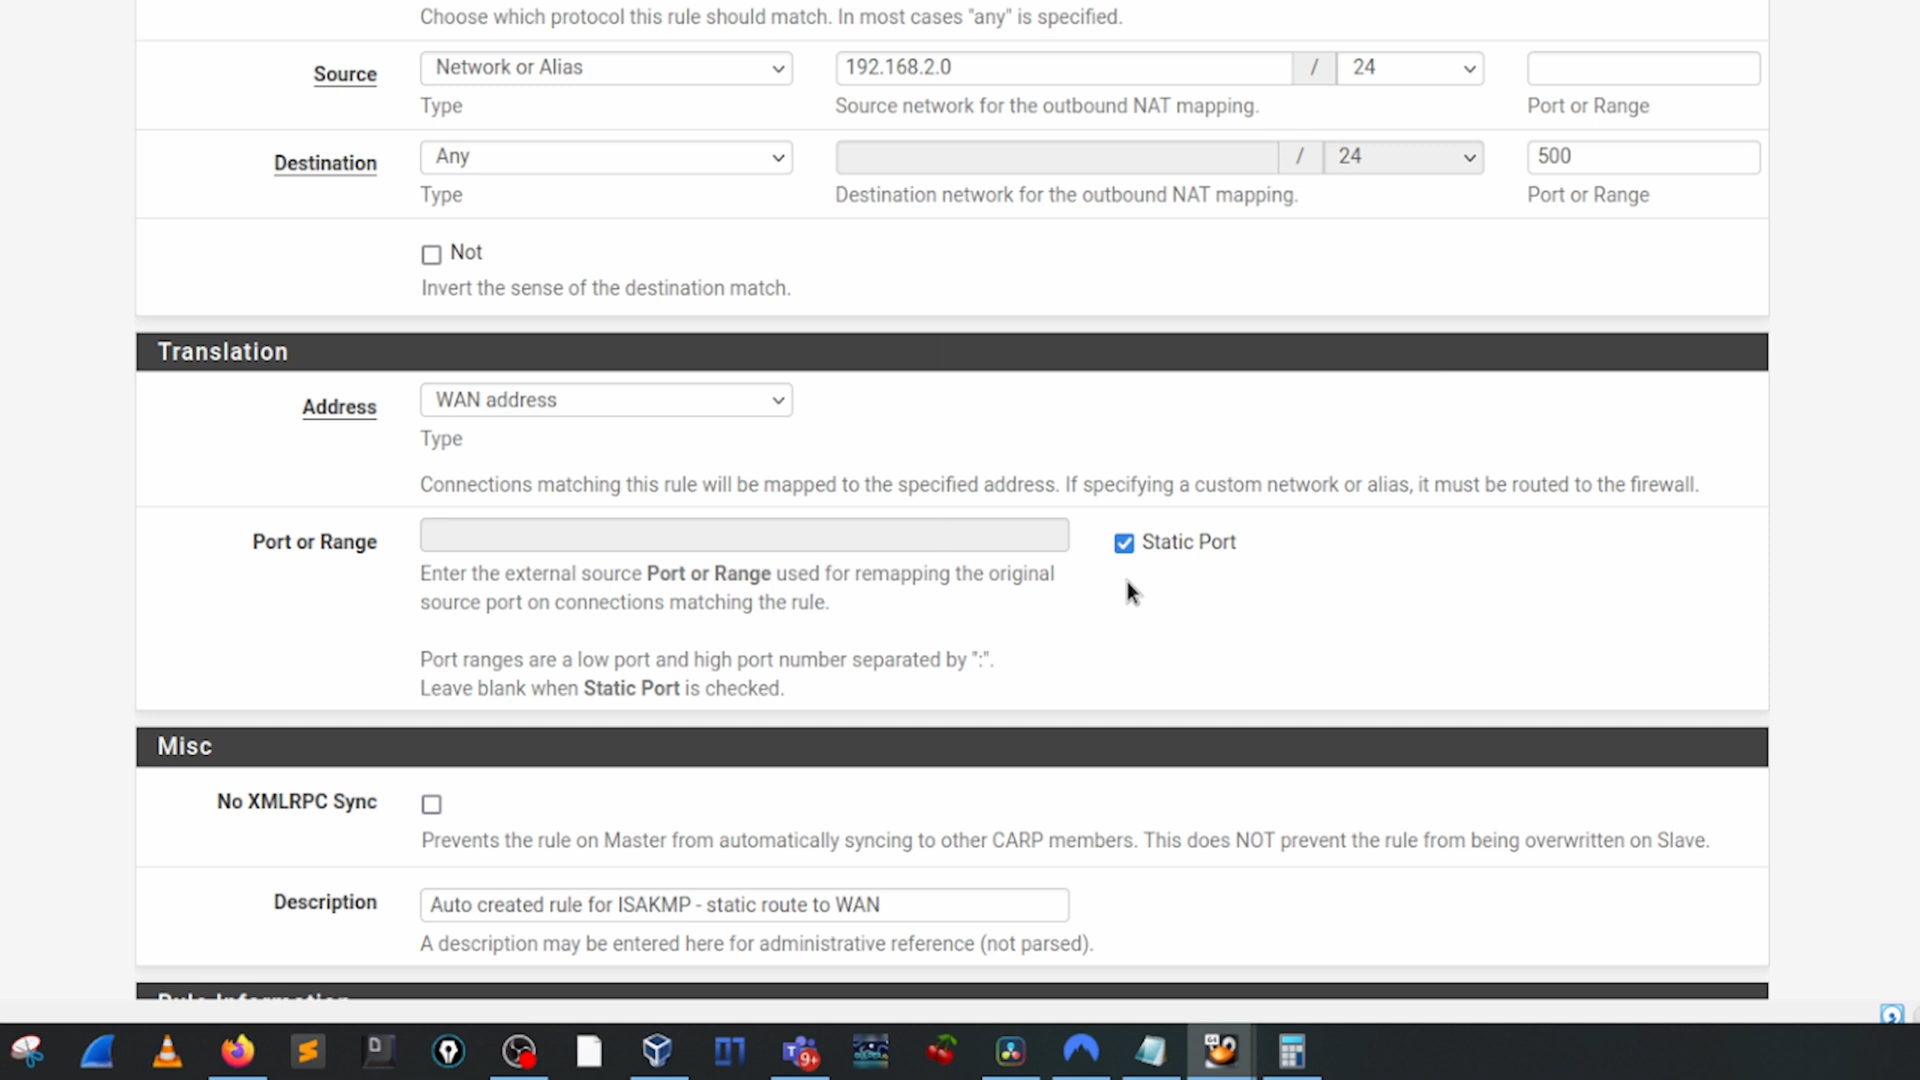 Choose which protocol this rule should match. In most cases "any" is specified.
Source
Network or Alias
192.168.2.0
/
24
Type
Source network for the outbound NAT mapping.
Port or Range
Destination
Any
/
24
500
Type
Destination network for the outbound NAT mapping.
Port or Range
Not
Invert the sense of the destination match.
Translation
Address
WAN address
Type
Connections matching this rule will be mapped to the specified address. If specifying a custom network or alias, it must be routed to the firewall.
Port or Range
Static Port
Enter the external source Port or Range used for remapping the original
source port on connections matching the rule.
Port ranges are a low port and high port number separated by ":".
Leave blank when Static Port is checked.
Misc
No XMLRPC Sync
Prevents the rule on Master from automatically syncing to other CARP members. This does NOT prevent the rule from being overwritten on Slave.
Description
Auto created rule for ISAKMP - static route to WAN
A description may be entered here for administrative reference (not parsed).
Rule Information
D
T
9+
64